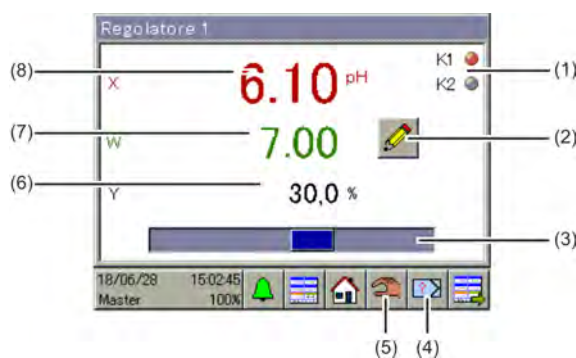 Regolatore 1
(8)
X
6.10 pH
K1
K2
(1)
(7)
W
7.00
(2)
(6)
Y
30,0 %
(3)
18/06/28 15:02:45
Master 100%
?
(5)
(4)